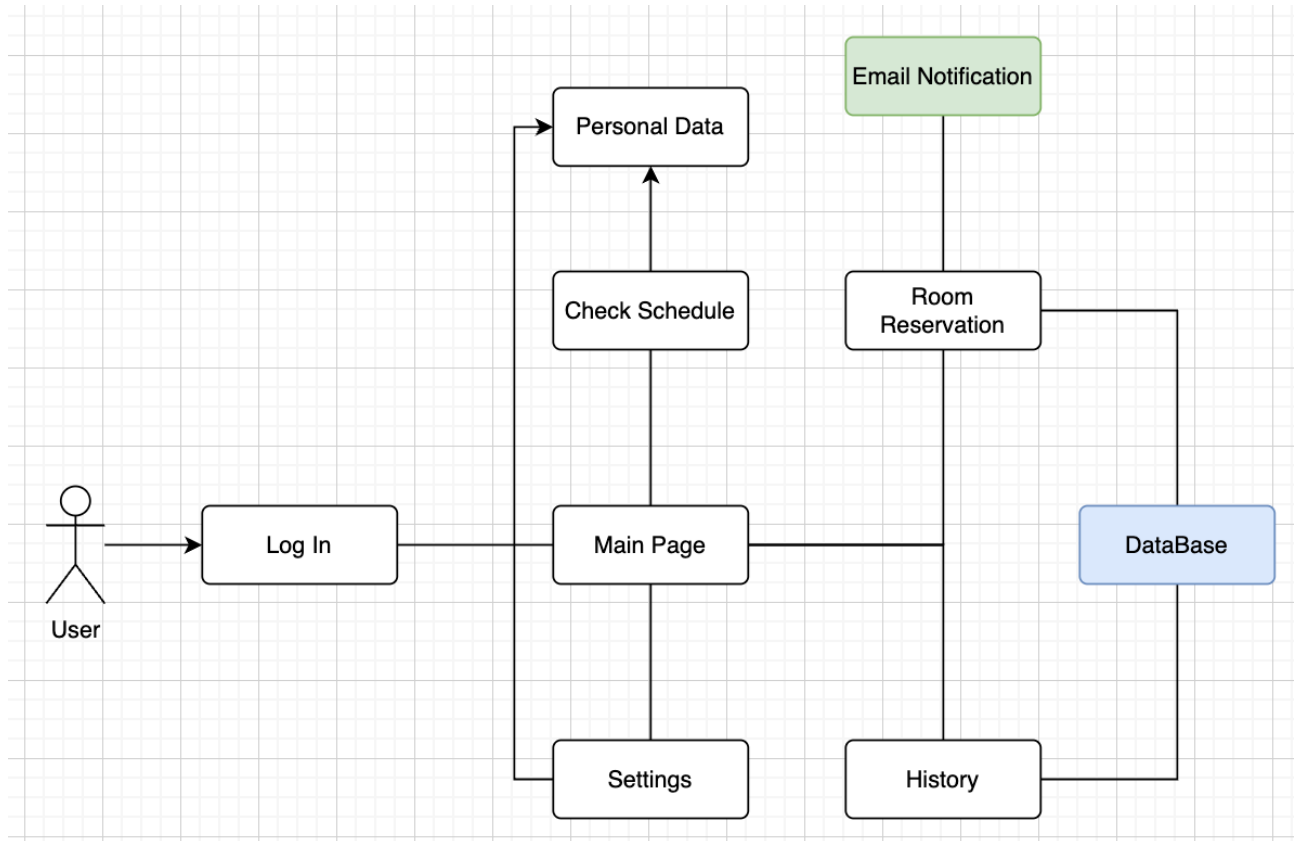 Email Notification
Personal Data
Check Schedule
Room
Reservation
Log In
Main Page
DataBase
User
Settings
History